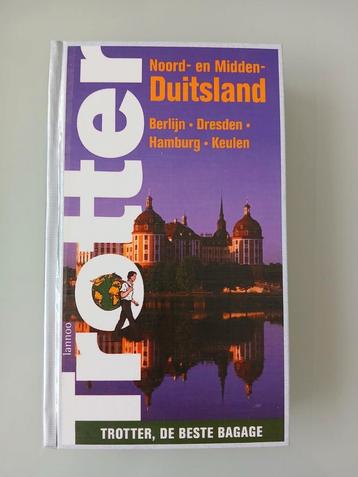 Trotter
Noord- en Midden-
Duitsland
Berlijn • Dresden •
Hamburg • Keulen
lannoo
TROTTER, DE BESTE BAGAGE